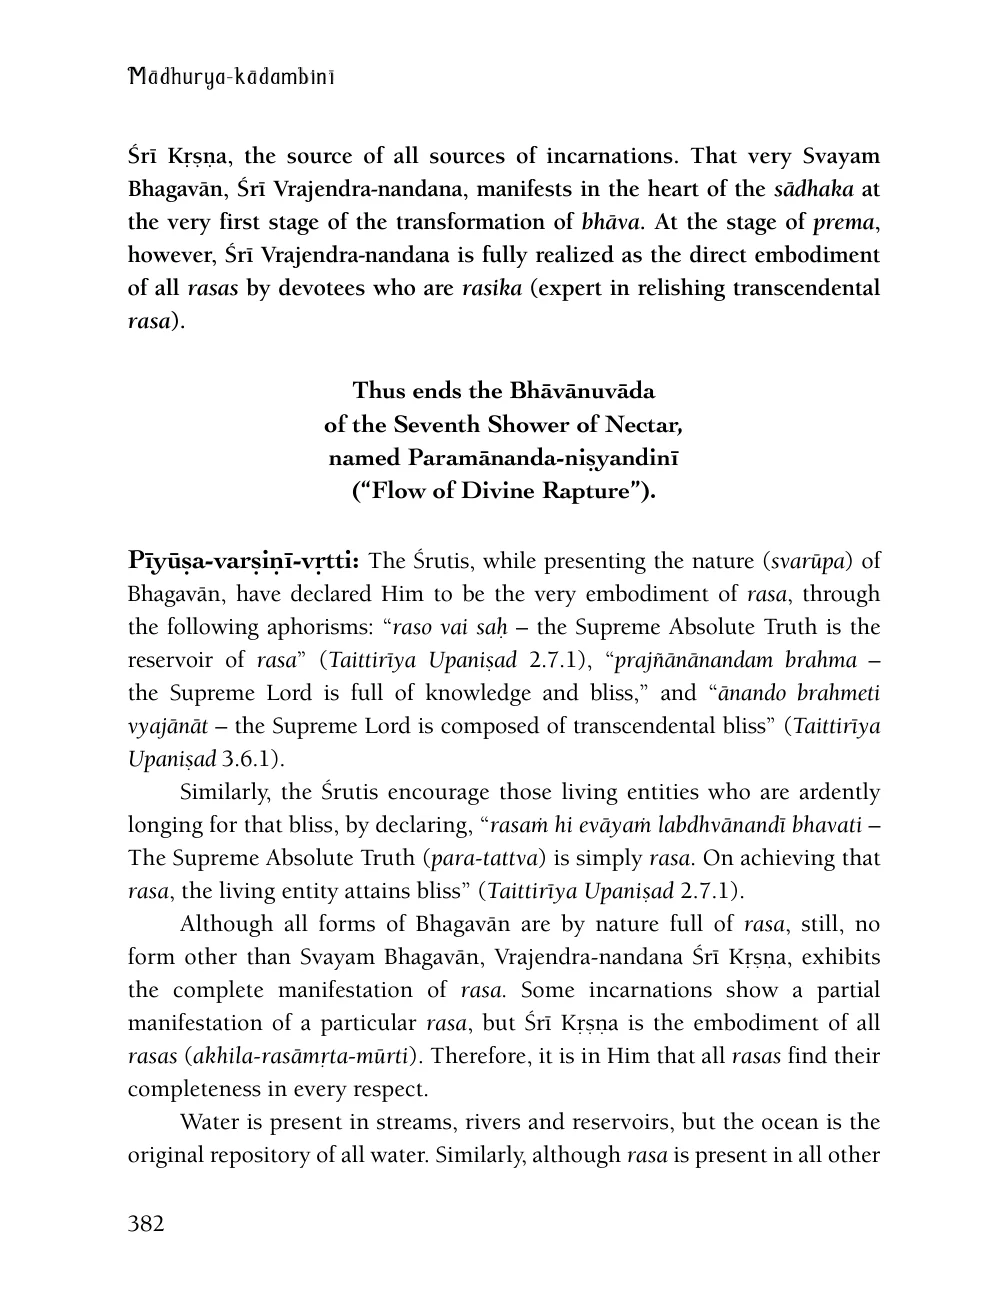 Mādhurya-kādambinī
Śrī Kṛṣṇa, the source of all sources of incarnations. That very Svayam
Bhagavān, Śrī Vrajendra-nandana, manifests in the heart of the sādhaka at
the very first stage of the transformation of bhāva. At the stage of prema,
however, Śrī Vrajendra-nandana is fully realized as the direct embodiment
of all rasas by devotees who are rasika (expert in relishing transcendental
rasa).
Thus ends the Bhāvānuvāda
of the Seventh Shower of Nectar,
named Paramānanda-niṣyandinī
(“Flow of Divine Rapture”).
Pīyūṣa-varṣiṇī-vṛtti: The Śrutis, while presenting the nature (svarūpa) of
Bhagavān, have declared Him to be the very embodiment of rasa, through
the following aphorisms: “raso vai saḥ – the Supreme Absolute Truth is the
reservoir of rasa” (Taittirīya Upaniṣad 2.7.1), “prajñānānandam brahma –
the Supreme Lord is full of knowledge and bliss,” and “ānando brahmeti
vyajānāt – the Supreme Lord is composed of transcendental bliss” (Taittirīya
Upaniṣad 3.6.1).
Similarly, the Śrutis encourage those living entities who are ardently
longing for that bliss, by declaring, “rasaṁ hi evāyaṁ labdhvānandī bhavati –
The Supreme Absolute Truth (para-tattva) is simply rasa. On achieving that
rasa, the living entity attains bliss” (Taittirīya Upaniṣad 2.7.1).
Although all forms of Bhagavān are by nature full of rasa, still, no
form other than Svayam Bhagavān, Vrajendra-nandana Śrī Kṛṣṇa, exhibits
the complete manifestation of rasa. Some incarnations show a partial
manifestation of a particular rasa, but Śrī Kṛṣṇa is the embodiment of all
rasas (akhila-rasāmṛta-mūrti). Therefore, it is in Him that all rasas find their
completeness in every respect.
Water is present in streams, rivers and reservoirs, but the ocean is the
original repository of all water. Similarly, although rasa is present in all other
382